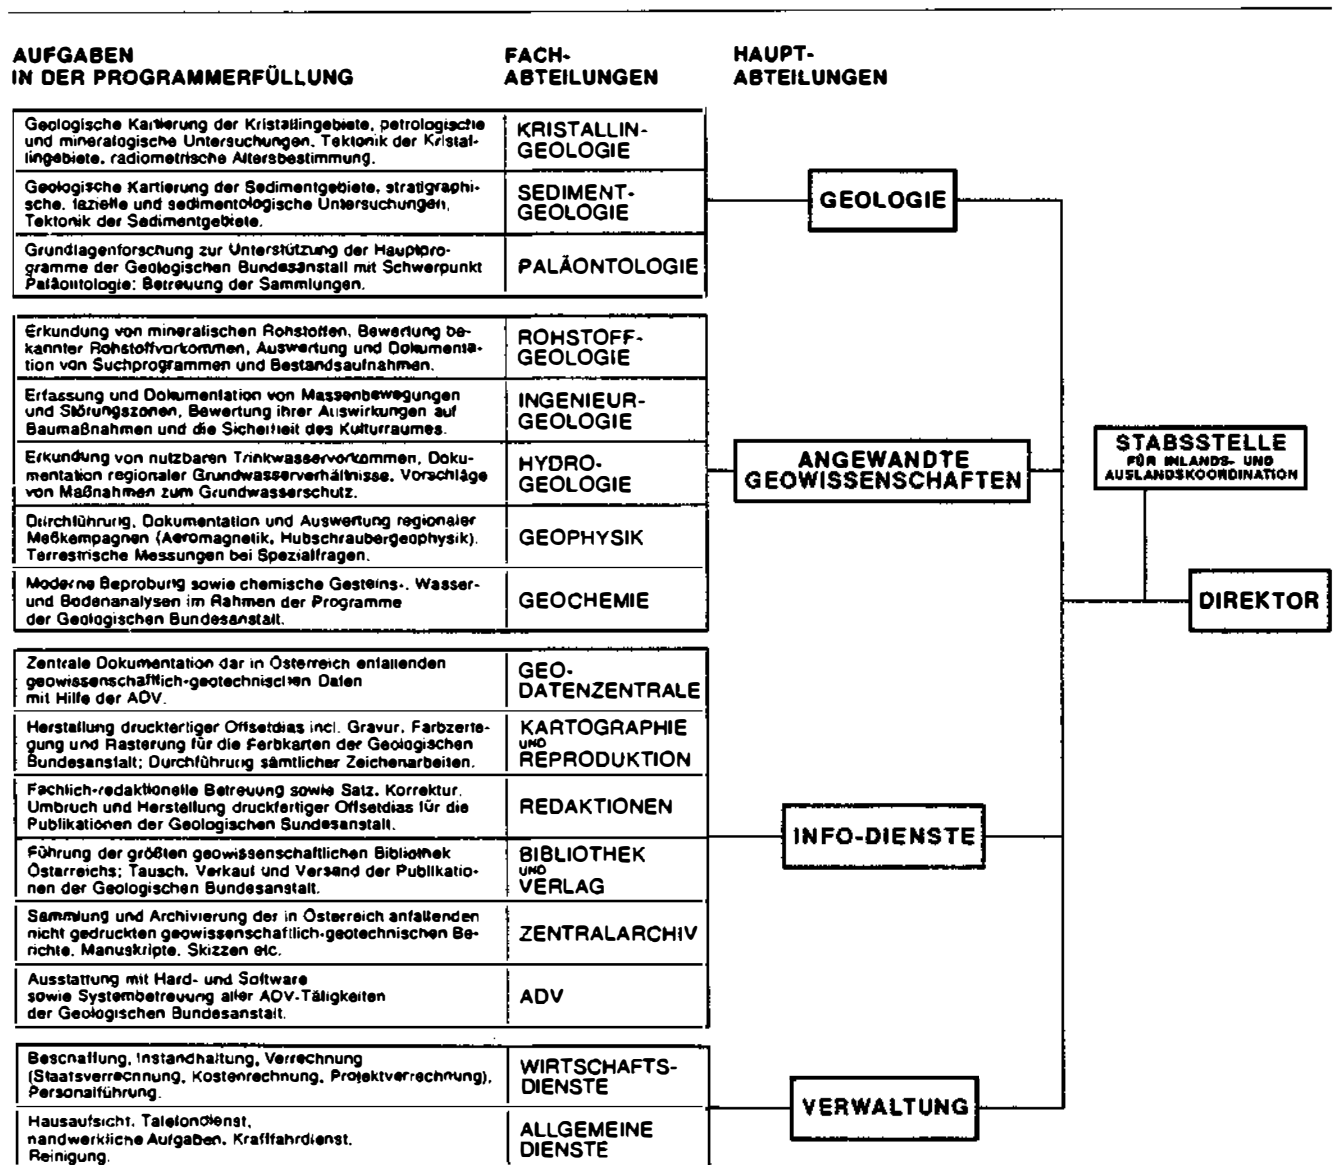 AUFGABEN
IN DER PROGRAMMERFÜLLUNG
FACH-
ABTEILUNGEN
HAUPT-
ABTEILUNGEN
Geologische Kartierung der Kristallingebiete, petrologische
und mineralogische Untersuchungen, Tektonik der Kristal-
lingebiete, radiometrische Altersbestimmung.
KRISTALLIN-
GEOLOGIE
Geologische Kartierung der Sedimentgebiete, stratigraphi-
sche, fazielle und sedimentologische Untersuchungen,
Tektonik der Sedimentgebiete.
SEDIMENT-
GEOLOGIE
Grundlagenforschung zur Unterstützung der Hauptpro-
gramme der Geologischen Bundesanstalt mit Schwerpunkt
Paläontologie; Betreuung der Sammlungen.
PALÄONTOLOGIE
GEOLOGIE
Erkundung von mineralischen Rohstoffen, Bewertung be-
kannter Rohstoffvorkommen, Auswertung und Dokumenta-
tion von Suchprogrammen und Bestandsaufnahmen.
ROHSTOFF-
GEOLOGIE
Erfassung und Dokumentation von Massenbewegungen
und Störungszonen, Bewertung ihrer Auswirkungen auf
Baumaßnahmen und die Sicherheit des Kulturraumes.
INGENIEUR-
GEOLOGIE
Erkundung von nutzbaren Trinkwasservorkommen, Doku-
mentation regionaler Grundwasserverhältnisse, Vorschläge
von Maßnahmen zum Grundwasserschutz.
HYDRO-
GEOLOGIE
Durchführung, Dokumentation und Auswertung regionaler
Meßkampagnen (Aeromagnetik, Hubschraubergeophysik).
Terrestrische Messungen bei Spezialfragen.
GEOPHYSIK
Moderne Beprobung sowie chemische Gesteins-, Wasser-
und Bodenanalysen im Rahmen der Programme
der Geologischen Bundesanstalt.
GEOCHEMIE
ANGEWANDTE
GEOWISSENSCHAFTEN
STABSSTELLE
FÜR INLANDS- UND
AUSLANDSKOORDINATION
DIREKTOR
Zentrale Dokumentation der in Österreich anfallenden
geowissenschaftlich-geotechnischen Daten
mit Hilfe der ADV.
GEO-
DATENZENTRALE
Herstellung druckfertiger Offsetdias incl. Gravur, Farbzerle-
gung und Rasterung für die Farbkarten der Geologischen
Bundesanstalt; Durchführung sämtlicher Zeichenarbeiten.
KARTOGRAPHIE
UND
REPRODUKTION
Fachlich-redaktionelle Betreuung sowie Satz, Korrektur,
Umbruch und Herstellung druckfertiger Offsetdias für die
Publikationen der Geologischen Bundesanstalt.
REDAKTIONEN
Führung der größten geowissenschaftlichen Bibliothek
Österreichs; Tausch, Verkauf und Versand der Publikatio-
nen der Geologischen Bundesanstalt.
BIBLIOTHEK
UND
VERLAG
Sammlung und Archivierung der in Österreich anfallenden
nicht gedruckten geowissenschaftlich-geotechnischen Be-
richte, Manuskripte, Skizzen etc.
ZENTRALARCHIV
Ausstattung mit Hard- und Software
sowie Systembetreuung aller ADV-Tätigkeiten
der Geologischen Bundesanstalt.
ADV
INFO-DIENSTE
Beschaffung, Instandhaltung, Verrechnung
(Staatsverrechnung, Kostenrechnung, Projektverrechnung),
Personalführung.
WIRTSCHAFTS-
DIENSTE
Hausaufsicht, Telefondienst,
handwerkliche Aufgaben, Kraftfahrdienst,
Reinigung.
ALLGEMEINE
DIENSTE
VERWALTUNG